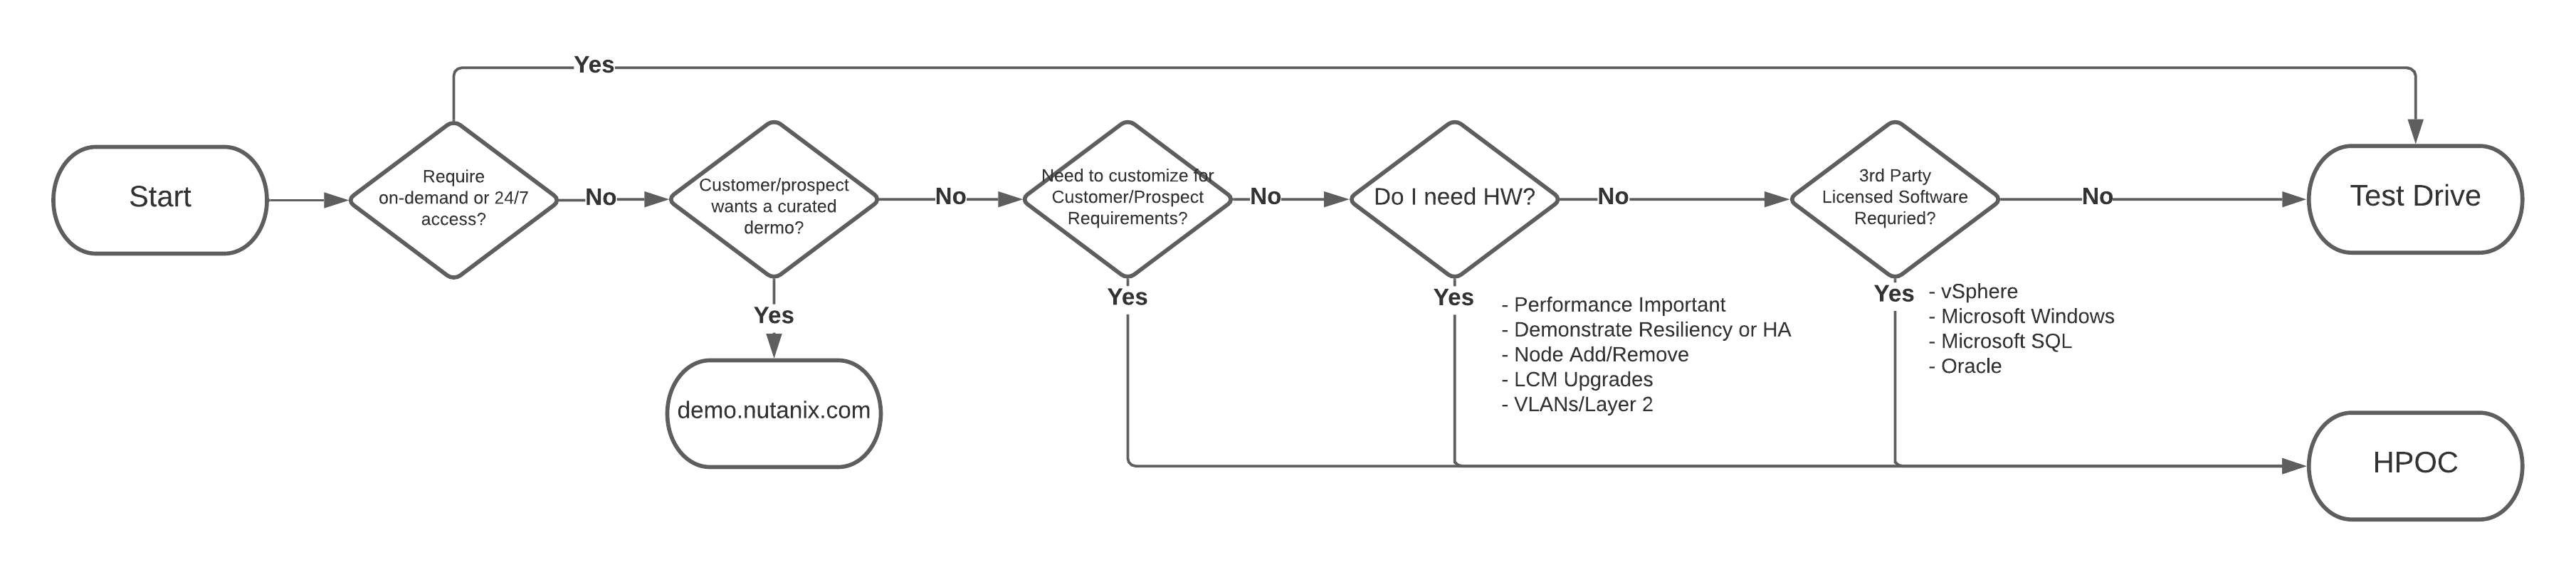 Yes
Start
Require
on-demand or 24/7
access?
No
Customer/prospect
wants a curated
dermo?
No
Need to customize for
Customer/Prospect
Requirements?
No
Do I need HW?
No
3rd Party
Licensed Software
Requried?
No
Test Drive
Yes
demo.nutanix.com
Yes
Yes
- Performance Important
- Demonstrate Resiliency or HA
- Node Add/Remove
- LCM Upgrades
- VLANs/Layer 2
Yes
- vSphere
- Microsoft Windows
- Microsoft SQL
- Oracle
HPOC